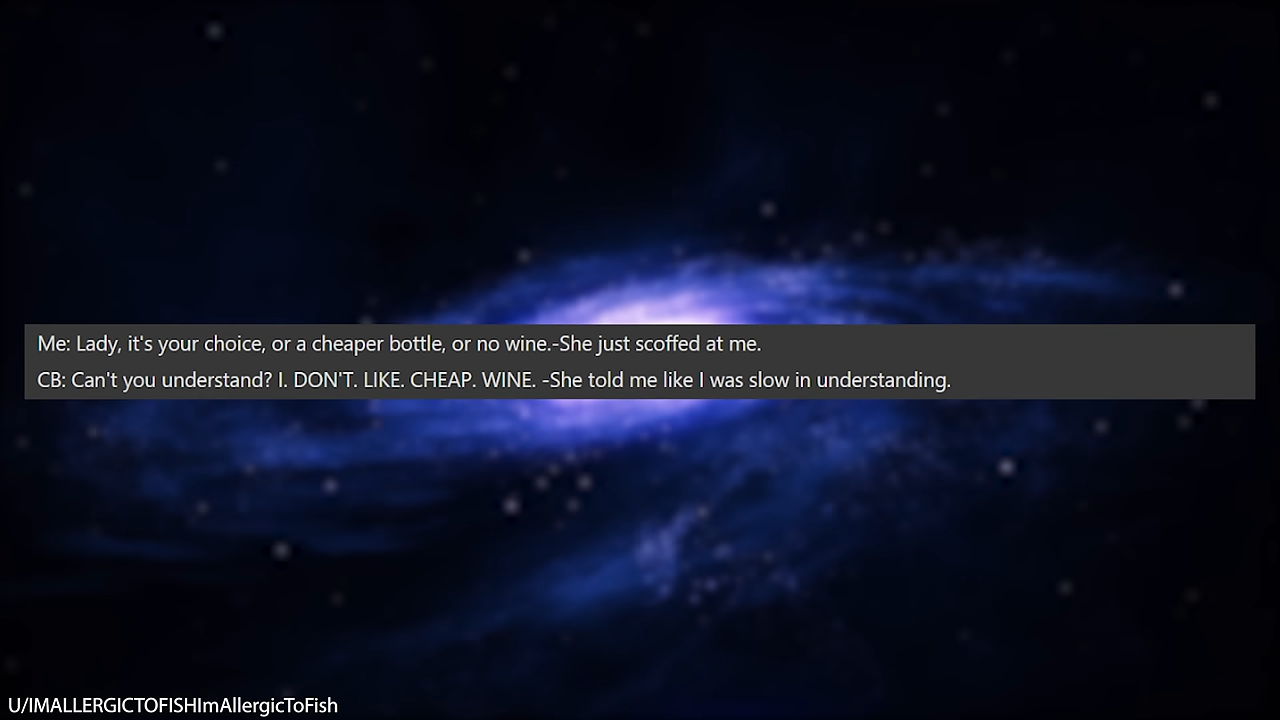 Me: Lady, it's your choice, or a cheaper bottle, or no wine.-She just scoffed at me.
CB: Can't you understand? I. DON'T. LIKE. CHEAP. WINE. -She told me like I was slow in understanding.
U/IMALLERGICTOFISHImAllergicToFish